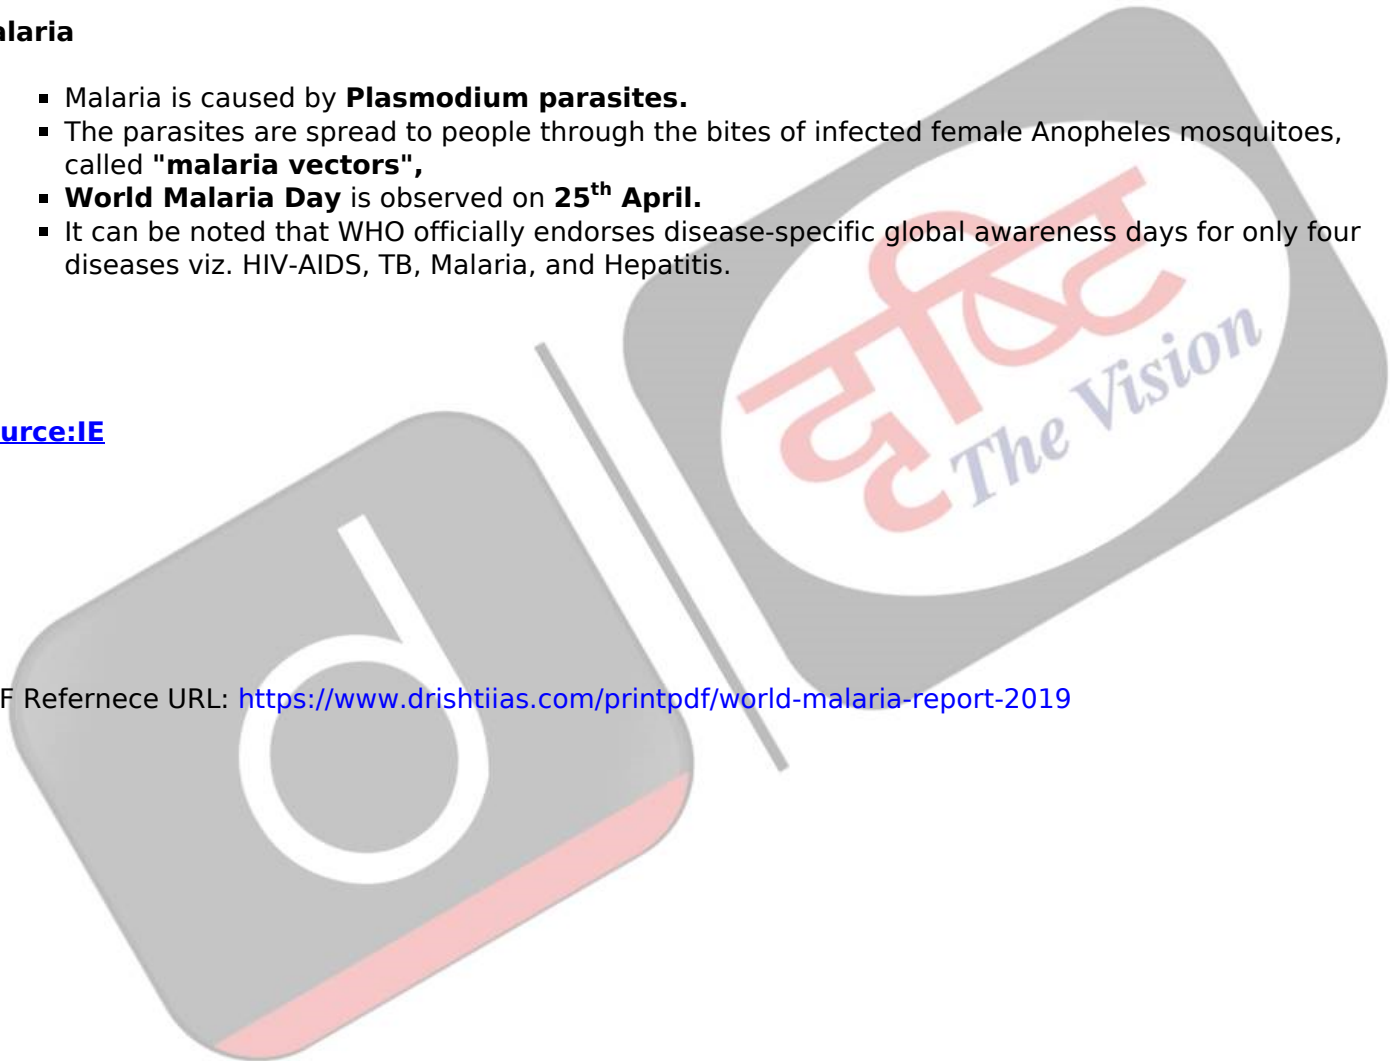 alaria
▪ Malaria is caused by Plasmodium parasites.
▪ The parasites are spread to people through the bites of infected female Anopheles mosquitoes,
called "malaria vectors",
▪ World Malaria Day is observed on 25th April.
▪ It can be noted that WHO officially endorses disease-specific global awareness days for only four
diseases viz. HIV-AIDS, TB, Malaria, and Hepatitis.
दृष्टि
The Vision
urce:IE
F Refernece URL: https://www.drishtiias.com/printpdf/world-malaria-report-2019
d